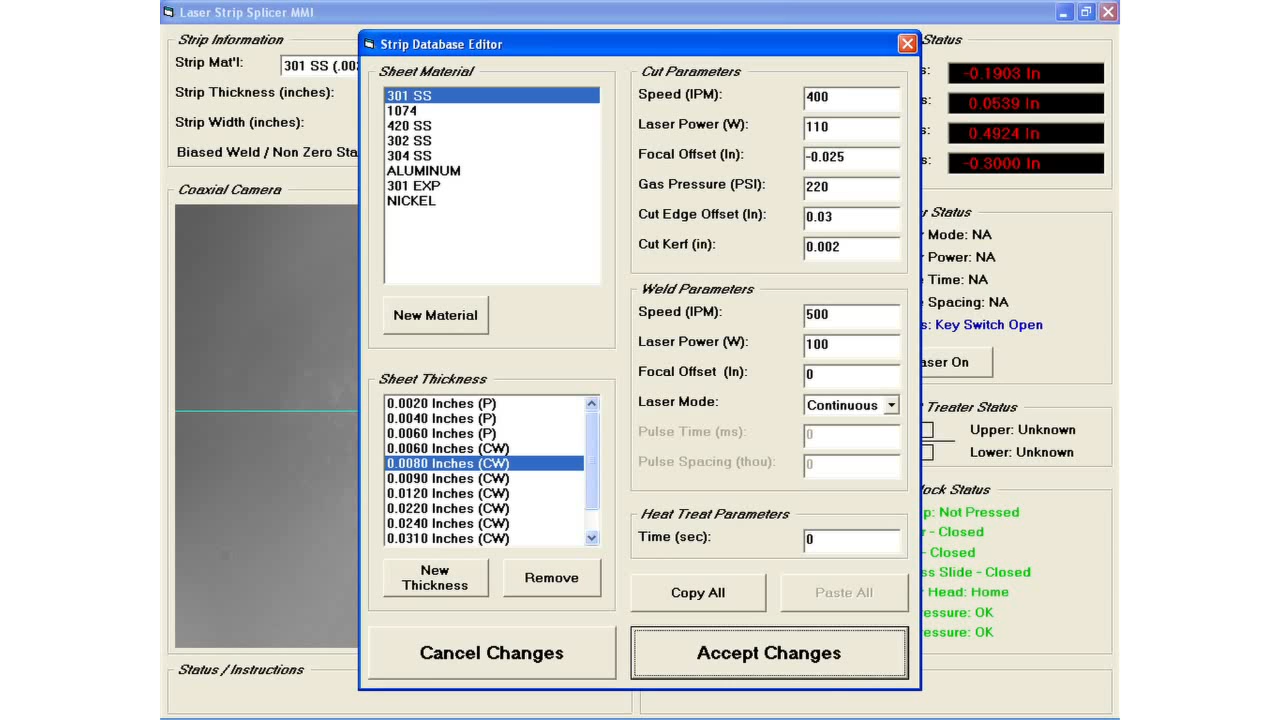 Laser Strip Splicer MMI
Strip Information
Strip Mat'l:
301 SS (.00
Strip Thickness (inches):
Strip Width (inches):
Biased Weld / Non Zero Sta
Coaxial Camera
Status / Instructions
Strip Database Editor
Sheet Material
301 SS
1074
420 SS
302 SS
304 SS
ALUMINUM
301 EXP
NICKEL
New Material
Sheet Thickness
0.0020 Inches (P)
0.0040 Inches (P)
0.0060 Inches (P)
0.0060 Inches (CW)
0.0080 Inches (CW)
0.0090 Inches (CW)
0.0120 Inches (CW)
0.0220 Inches (CW)
0.0240 Inches (CW)
0.0310 Inches (CW)
New Thickness
Remove
Cancel Changes
Cut Parameters
Speed (IPM): 400
Laser Power (W): 110
Focal Offset (In): -0.025
Gas Pressure (PSI): 220
Cut Edge Offset (In): 0.03
Cut Kerf (in): 0.002
Weld Parameters
Speed (IPM): 500
Laser Power (W): 100
Focal Offset (In): 0
Laser Mode: Continuous
Pulse Time (ms): 0
Pulse Spacing (thou): 0
Heat Treat Parameters
Time (sec): 0
Copy All
Paste All
Accept Changes
Status
s: -0.1903 In
s: 0.0539 In
s: 0.4924 In
s: -0.3000 In
r Status
Mode: NA
Power: NA
Time: NA
Spacing: NA
s: Key Switch Open
aser On
Treater Status
Upper: Unknown
Lower: Unknown
lock Status
p: Not Pressed
r - Closed
- Closed
ss Slide - Closed
Head: Home
essure: OK
essure: OK